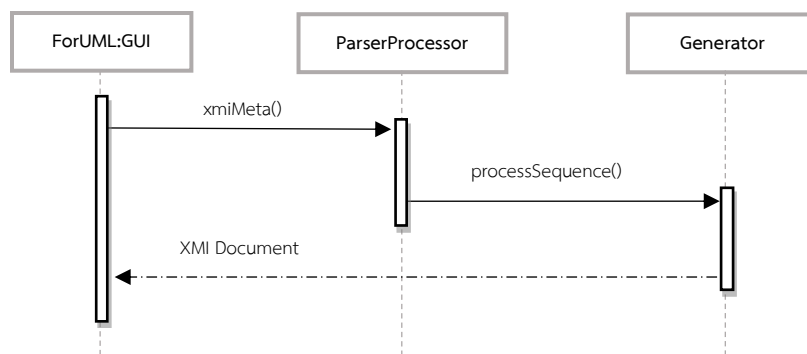 ForUML:GUI
ParserProcessor
Generator
xmiMeta()
processSequence()
XMI Document